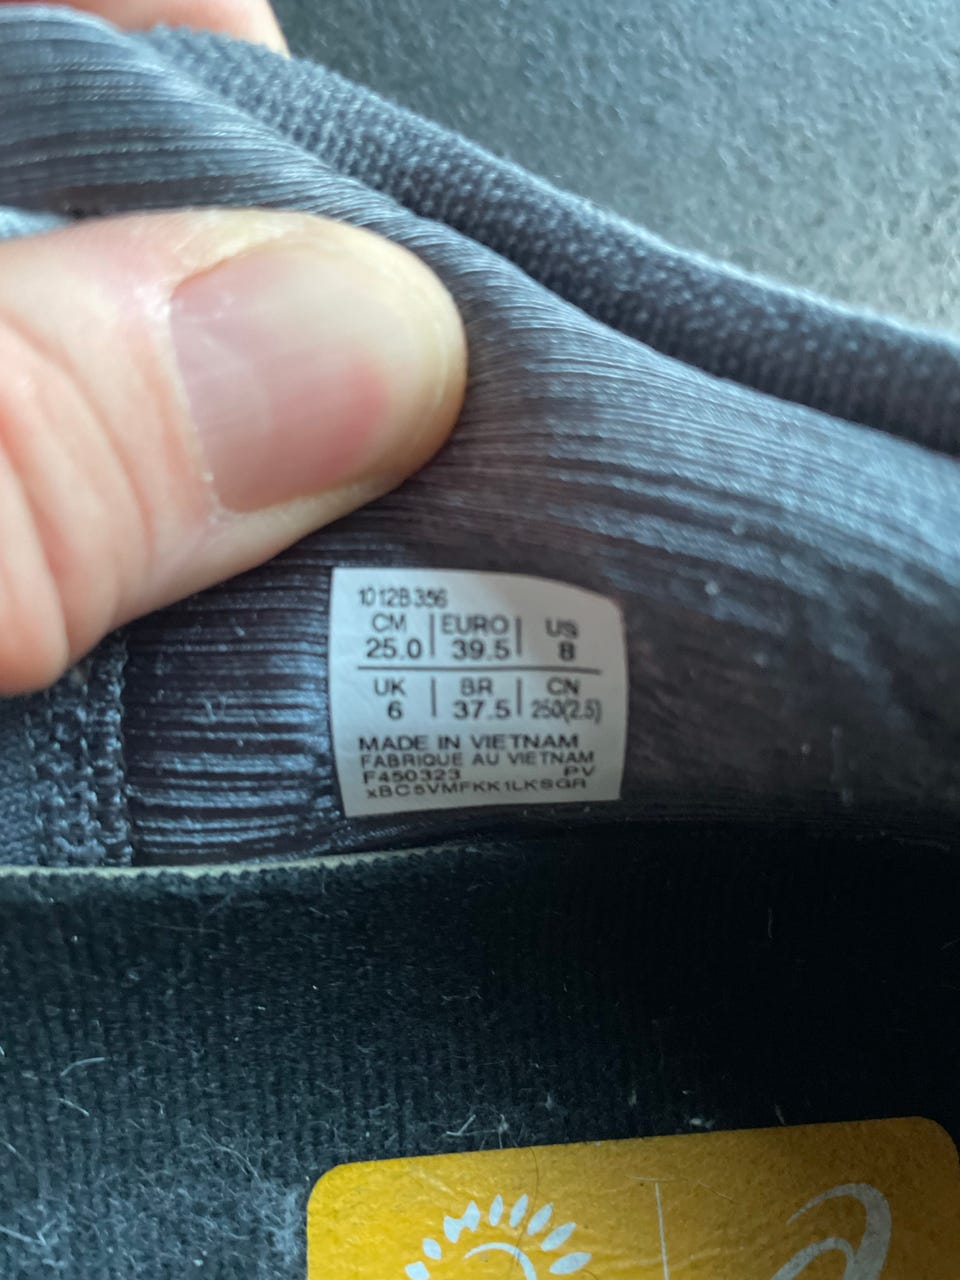 1012B356
CM | EURO | US
25.0 | 39.5 | 8
UK | BR | CN
6 | 37.5 | 250(2.5)
MADE IN VIETNAM
FABRIQUE AU VIETNAM
F450323 PV
xBC5VMFKK1LKSGR